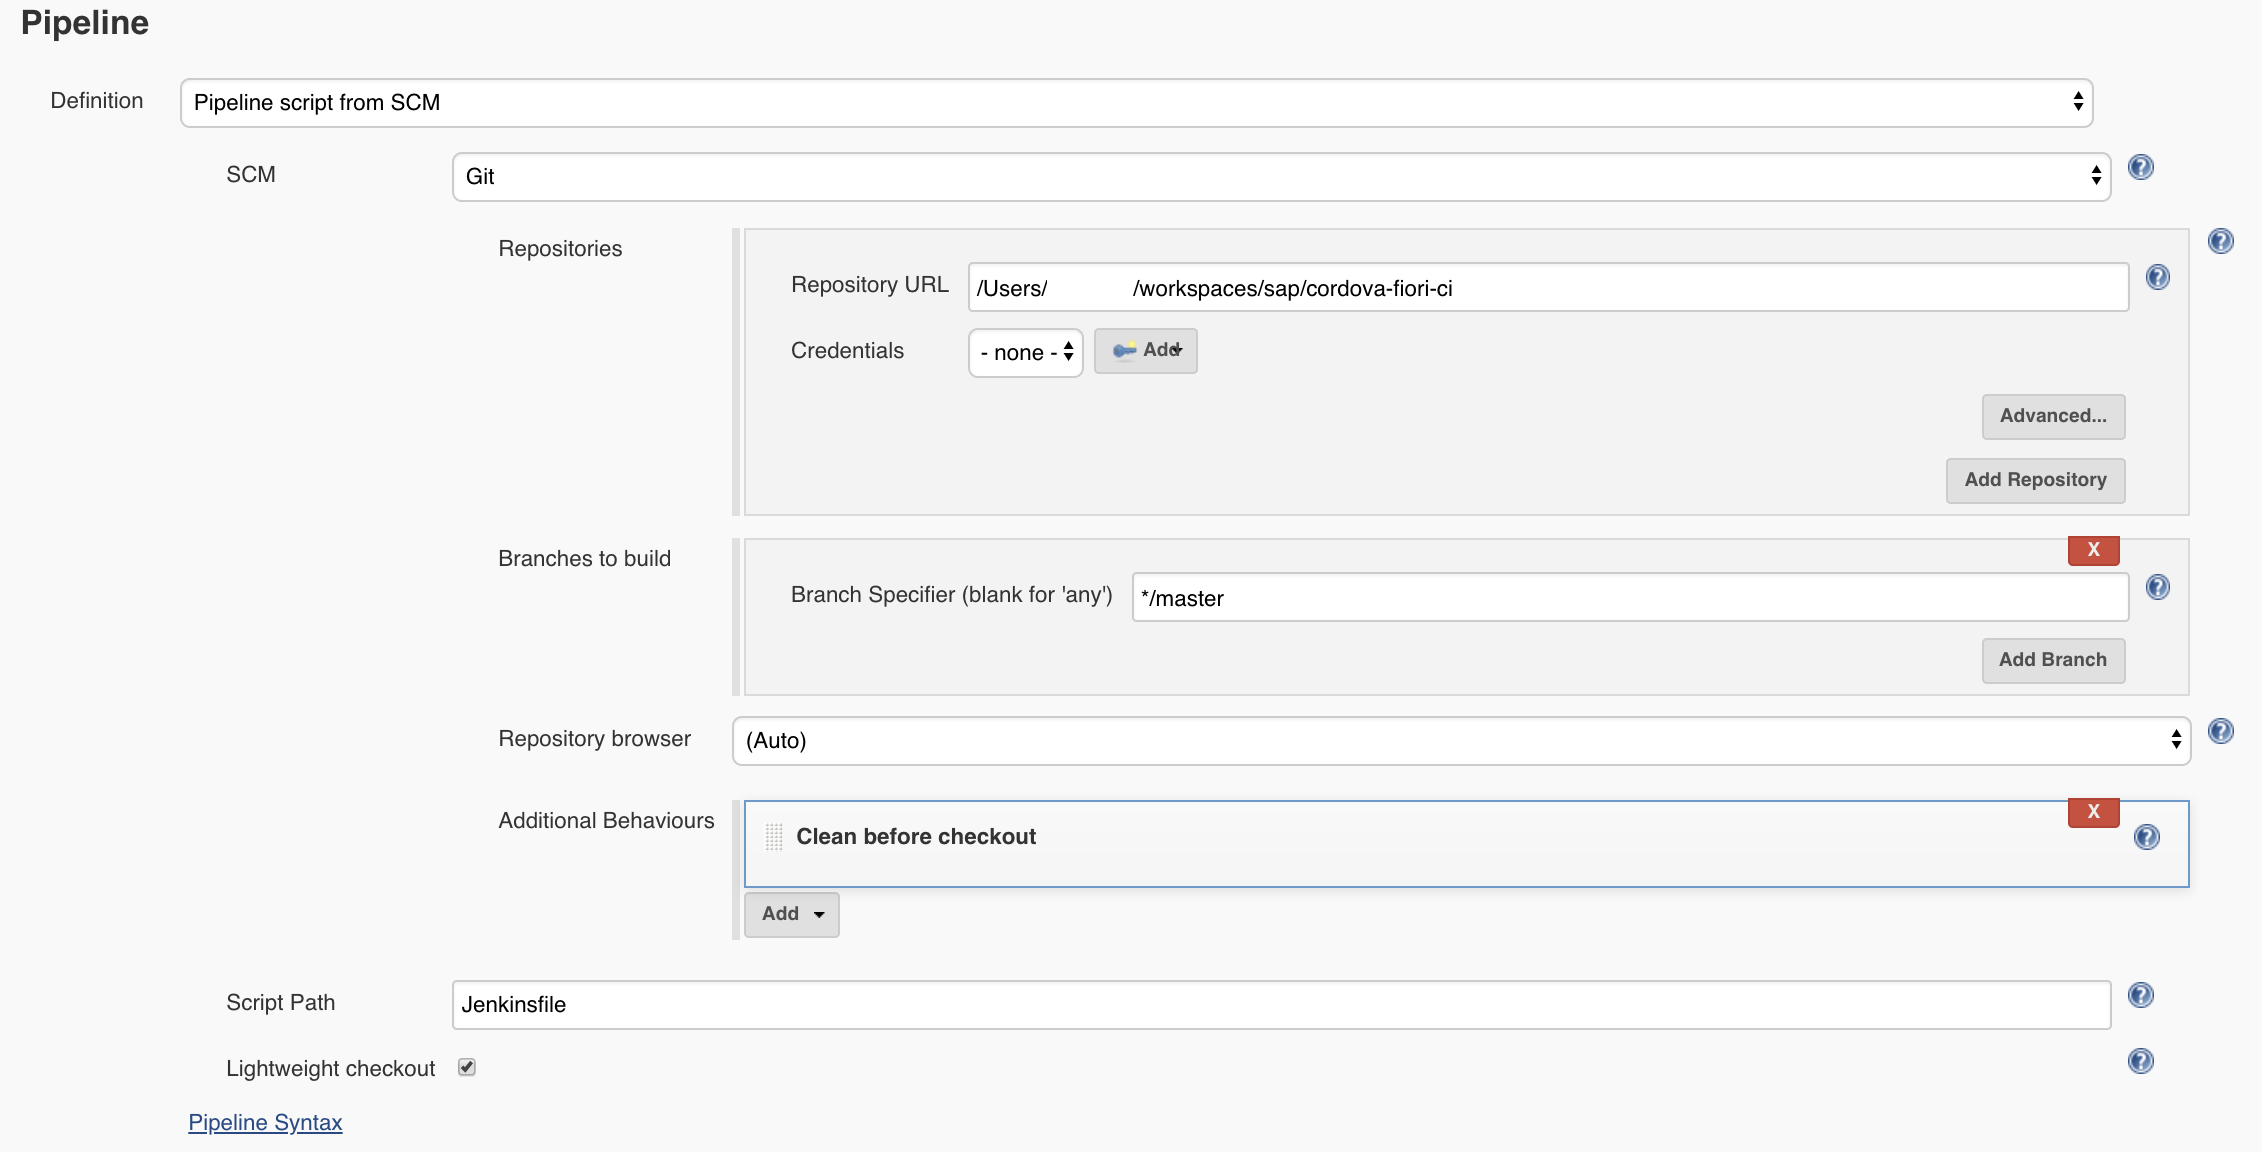 Pipeline
Definition Pipeline script from SCM
SCM Git
Repositories
Repository URL /Users/ /workspaces/sap/cordova-fiori-ci
Credentials - none - Add
Advanced...
Add Repository
Branches to build X
Branch Specifier (blank for 'any') */master
Add Branch
Repository browser (Auto)
Additional Behaviours X
Clean before checkout
Add
Script Path Jenkinsfile
Lightweight checkout
Pipeline Syntax